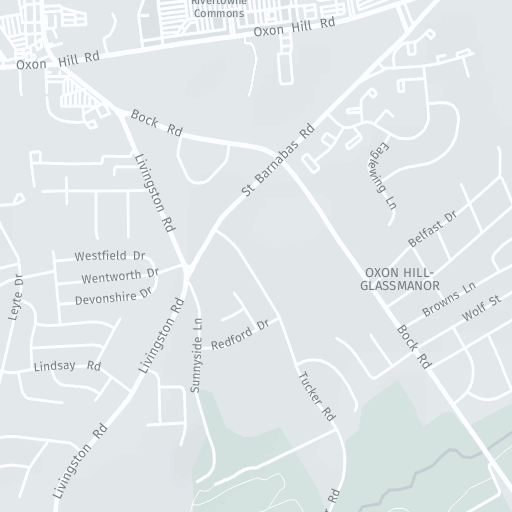 Rivertowne
Commons
Oxon Hill Rd
Oxon Hill Rd
Bock Rd
Livingston Rd
St Barnabas Rd
Eaglewing Ln
Belfast Dr
Westfield Dr
Wentworth Dr
Devonshire Dr
Leyte Dr
OXON HILL-
GLASSMANOR
Browns Ln
Wolf St
Livingston Rd
Sunnyside Ln
Redford Dr
Bock Rd
Lindsay Rd
Tucker Rd
Livingston Rd
Rd